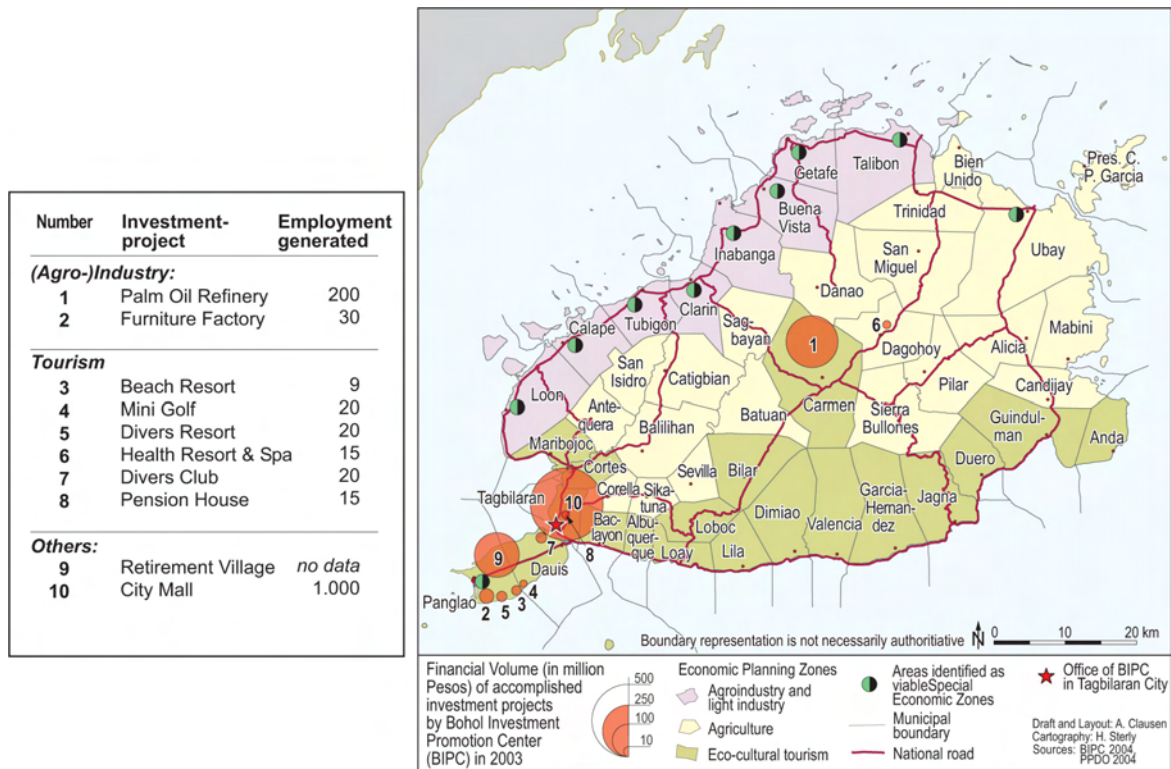 Number Investment-project Employment generated
(Agro-)Industry:
1 Palm Oil Refinery 200
2 Furniture Factory 30
Tourism
3 Beach Resort 9
4 Mini Golf 20
5 Divers Resort 20
6 Health Resort & Spa 15
7 Divers Club 20
8 Pension House 15
Others:
9 Retirement Village no data
10 City Mall 1.000
Talibon
Getafe
Bien
Unido
Pres. C.
P. Garcia
Buena
Vista
Trinidad
Inabanga
San
Miguel
Ubay
Danao
Clarin
Tubigon
Calape
Sag-
bayan
6
1
Dagohoy
Mabini
Alicia
San
Isidro
Catigbian
Loon
Pilar
Candijay
Carmen
Sierra
Bullones
Ante-
quera
Batuan
Guindul-
man
Balilihan
Anda
Maribojoc
Cortes
Sevilla
Bilar
Duero
Tagbilaran
10
Corella
Sika-
tuna
Garcia-
Hernan-
dez
Jagna
Dimiao
Valencia
Bac-
layon
Albu-
quer-
que
Loboc
Loay
Lila
7
8
9
Dauis
Panglao
2
5
3
4
Boundary representation is not necessarily authoritiative
N
0 10 20 km
Financial Volume (in million
Pesos) of accomplished
investment projects
by Bohol Investment
Promotion Center
(BIPC) in 2003
500
250
100
10
Economic Planning Zones
Agroindustry and
light industry
Agriculture
Eco-cultural tourism
Areas identified as
viableSpecial
Economic Zones
Municipal
boundary
National road
Office of BIPC
in Tagbilaran City
Draft and Layout: A. Clausen
Cartography: H. Sterly
Sources: BIPC 2004,
PPDO 2004